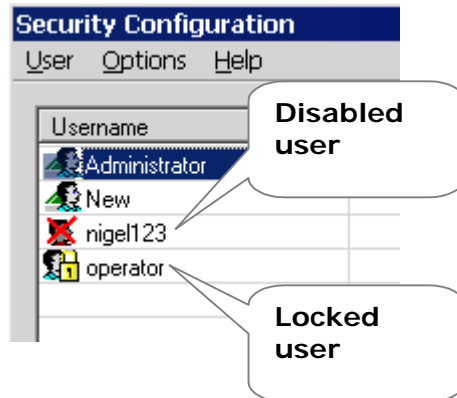 Security Configuration
User Options Help
Username
Administrator
New
nigel123
operator
Disabled
user
Locked
user